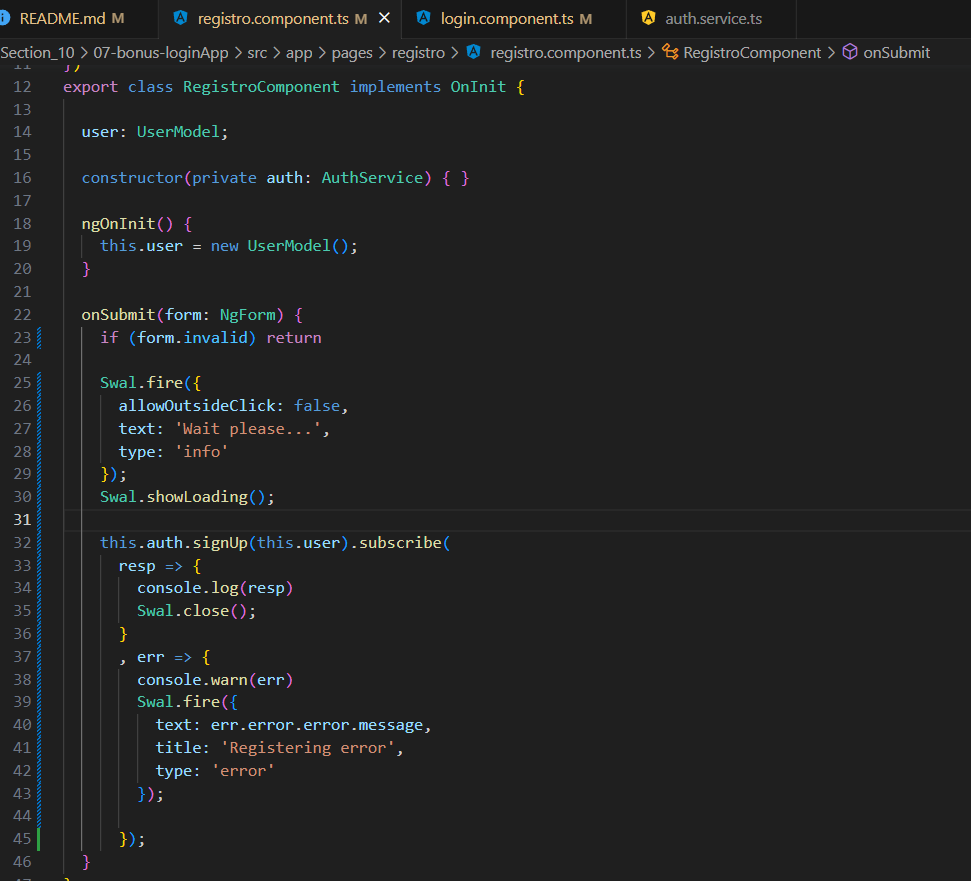 README.md M registro.component.ts M × login.component.ts M auth.service.ts
Section_10 > 07-bonus-loginApp > src > app > pages > registro > registro.component.ts > RegistroComponent > onSubmit
11 })
12 export class RegistroComponent implements OnInit {
13
14 user: UserModel;
15
16 constructor(private auth: AuthService) { }
17
18 ngOnInit() {
19 this.user = new UserModel();
20 }
21
22 onSubmit(form: NgForm) {
23 if (form.invalid) return
24
25 Swal.fire({
26 allowOutsideClick: false,
27 text: 'Wait please...',
28 type: 'info'
29 });
30 Swal.showLoading();
31
32 this.auth.signUp(this.user).subscribe(
33 resp => {
34 console.log(resp)
35 Swal.close();
36 }
37 , err => {
38 console.warn(err)
39 Swal.fire({
40 text: err.error.error.message,
41 title: 'Registering error',
42 type: 'error'
43 });
44
45 });
46 }
47 }